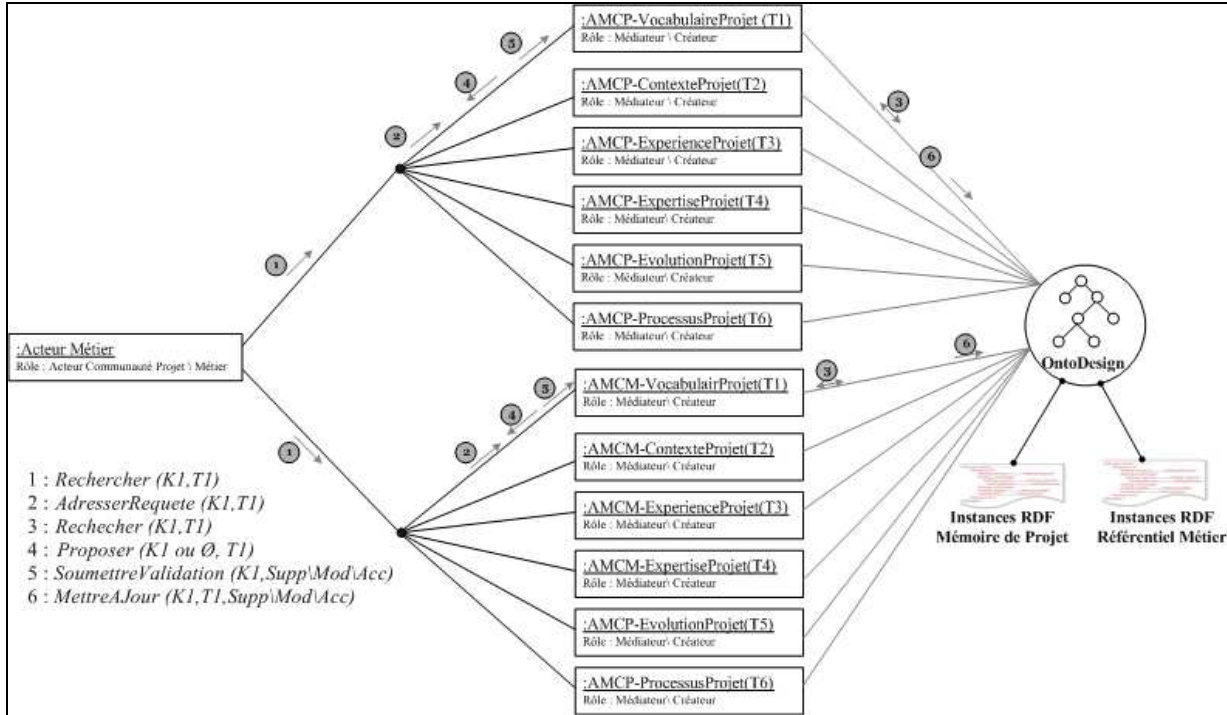 :AMCP-VocabulaireProjet (T1)
Rôle : Médiateur \ Créateur
5
4
:AMCP-ContexteProjet(T2)
Rôle : Médiateur \ Créateur
3
2
:AMCP-ExperienceProjet(T3)
Rôle : Médiateur \ Créateur
6
:AMCP-ExpertiseProjet(T4)
Rôle : Médiateur\ Créateur
:AMCP-EvolutionProjet(T5)
Rôle : Médiateur\ Créateur
1
:AMCP-ProcessusProjet(T6)
Rôle : Médiateur\ Créateur
:Acteur Métier
Rôle : Acteur Communauté Projet \ Métier
OntoDesign
6
3
:AMCM-VocabulairProjet(T1)
Rôle : Médiateur\ Créateur
5
4
2
1
:AMCM-ContexteProjet(T2)
Rôle : Médiateur\ Créateur
:AMCM-ExperienceProjet(T3)
Rôle : Médiateur\ Créateur
:AMCM-ExpertiseProjet(T4)
Rôle : Médiateur\ Créateur
:AMCP-EvolutionProjet(T5)
Rôle : Médiateur\ Créateur
:AMCP-ProcessusProjet(T6)
Rôle : Médiateur\ Créateur
1 : Rechercher (K1,T1)
2 : AdresserRequete (K1,T1)
3 : Rechecher (K1,T1)
4 : Proposer (K1 ou Ø, T1)
5 : SoumettreValidation (K1,Supp\Mod\Acc)
6 : MettreAJour (K1,T1,Supp\Mod\Acc)
Instances RDF
Mémoire de Projet
Instances RDF
Référentiel Métier